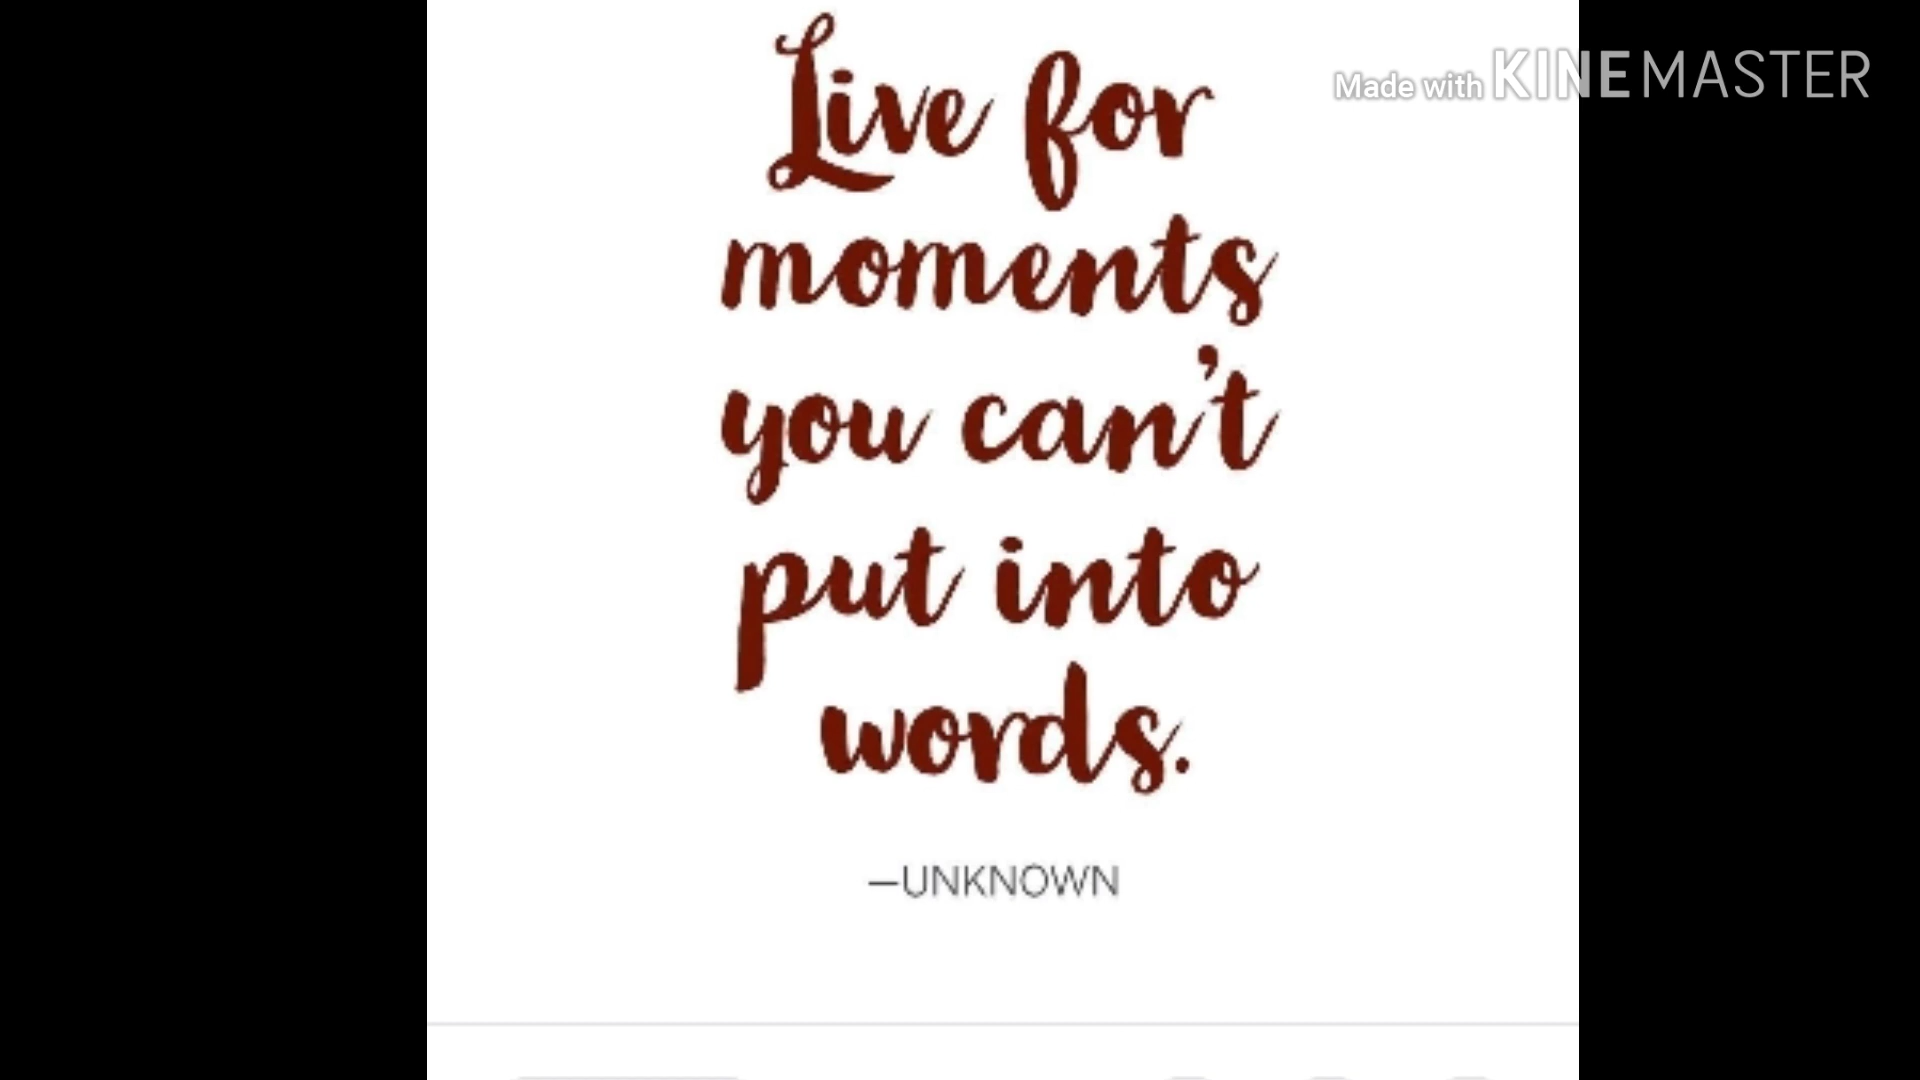 Live for
moments
you can't
put into
words.
—UNKNOWN
Made with KINEMASTER